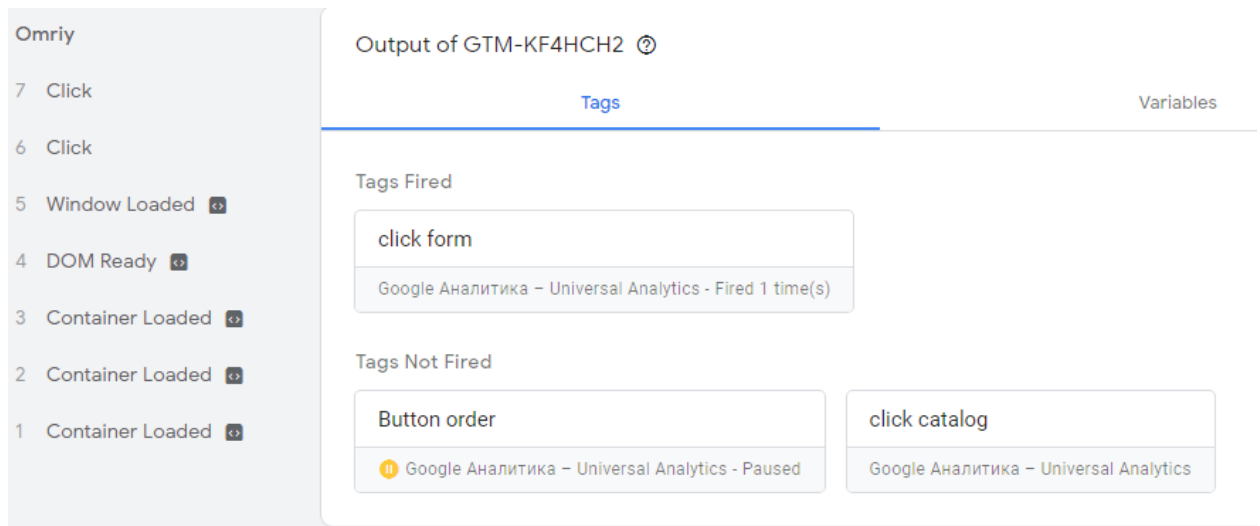 Omriy
7 Click
6 Click
5 Window Loaded
4 DOM Ready
3 Container Loaded
2 Container Loaded
1 Container Loaded
Output of GTM-KF4HCH2
Tags Variables
Tags Fired
click form
Google Аналитика – Universal Analytics - Fired 1 time(s)
Tags Not Fired
Button order
Google Аналитика – Universal Analytics - Paused
click catalog
Google Аналитика – Universal Analytics